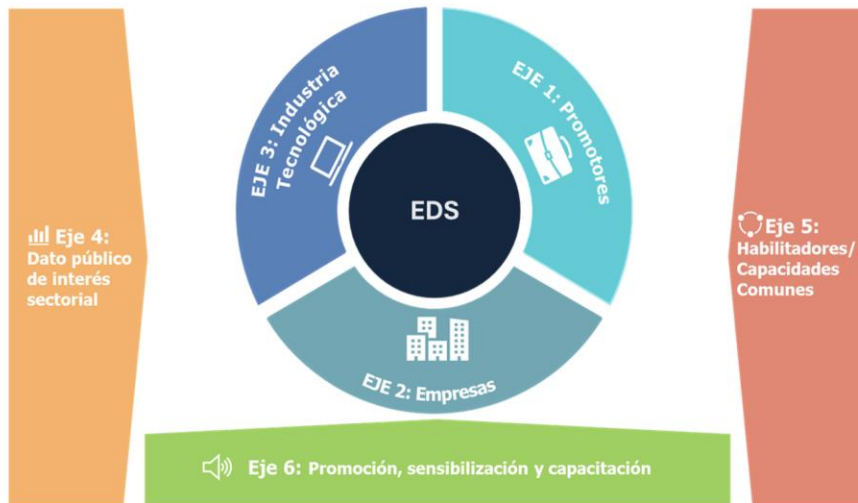 EJE 3: Industria
Tecnológica
EJE 1: Promotores
EDS
EJE 2: Empresas
Eje 4:
Dato público
de interés
sectorial
Eje 5:
Habilitadores/
Capacidades
Comunes
Eje 6: Promoción, sensibilización y capacitación